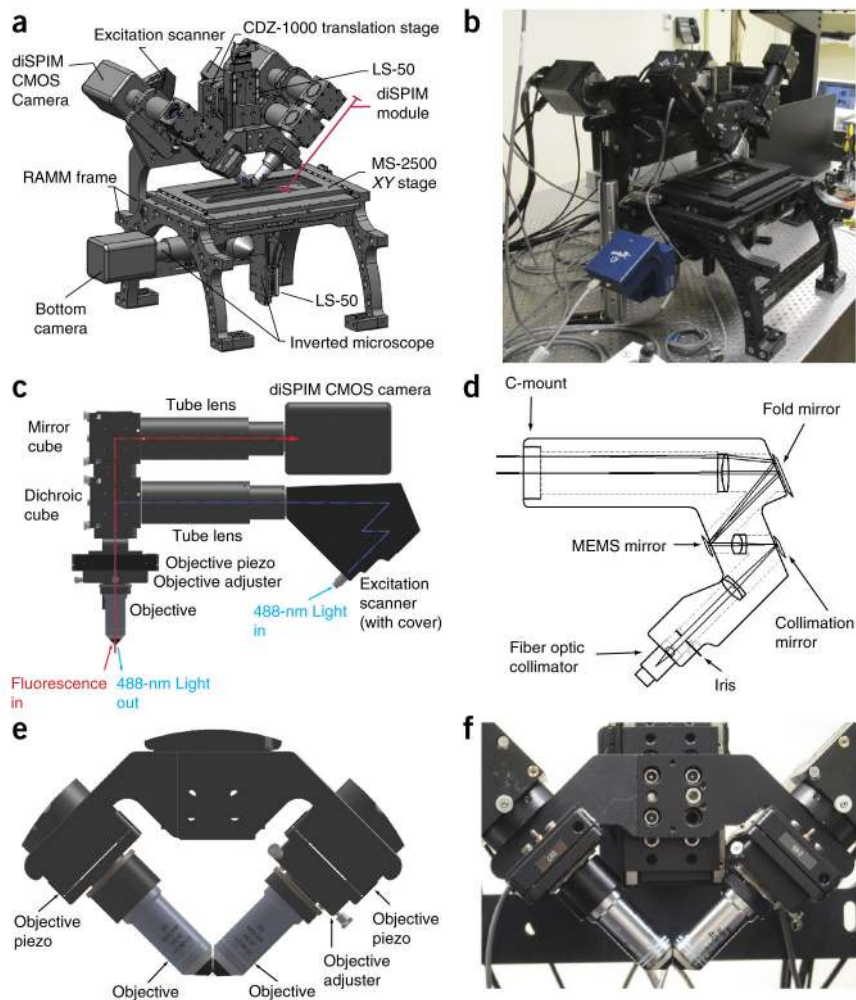 a
Excitation scanner
CDZ-1000 translation stage
diSPIM
CMOS
Camera
LS-50
diSPIM
module
RAMM frame
MS-2500
XY stage
LS-50
Bottom
camera
Inverted microscope
b
c
diSPIM CMOS camera
Tube lens
Mirror
cube
Dichroic
cube
Tube lens
Objective piezo
Objective adjuster
Objective
488-nm Light
in
Excitation
scanner
(with cover)
Fluorescence
in
488-nm Light
out
d
C-mount
Fold mirror
MEMS mirror
Collimation
mirror
Fiber optic
collimator
Iris
e
Objective
piezo
Objective
piezo
Objective
adjuster
Objective
Objective
f